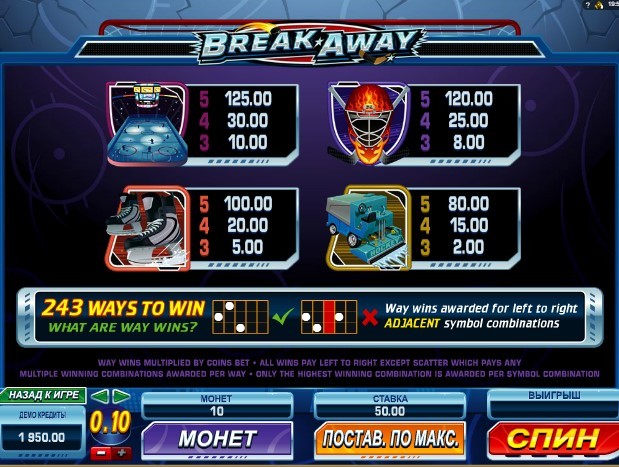 ? 19:5
BREAK AWAY
5 125.00
4 30.00
3 10.00
5 120.00
4 25.00
3 8.00
5 100.00
4 20.00
3 5.00
5 80.00
4 15.00
3 2.00
243 WAYS TO WIN
WHAT ARE WAY WINS?
Way wins awarded for left to right
ADJACENT symbol combinations
WAY WINS MULTIPLIED BY COINS BET • ALL WINS PAY LEFT TO RIGHT EXCEPT SCATTER WHICH PAYS ANY
MULTIPLE WINNING COMBINATIONS AWARDED PER WAY • ONLY THE HIGHEST WINNING COMBINATION IS AWARDED PER SYMBOL COMBINATION
НАЗАД К ИГРЕ
ДЕМО КРЕДИТЫ
1 950.00
0,10
- +
МОНЕТ
10
МОНЕТ
СТАВКА
50.00
ПОСТАВ. ПО МАКС.
ВЫИГРЫШ
СПИН